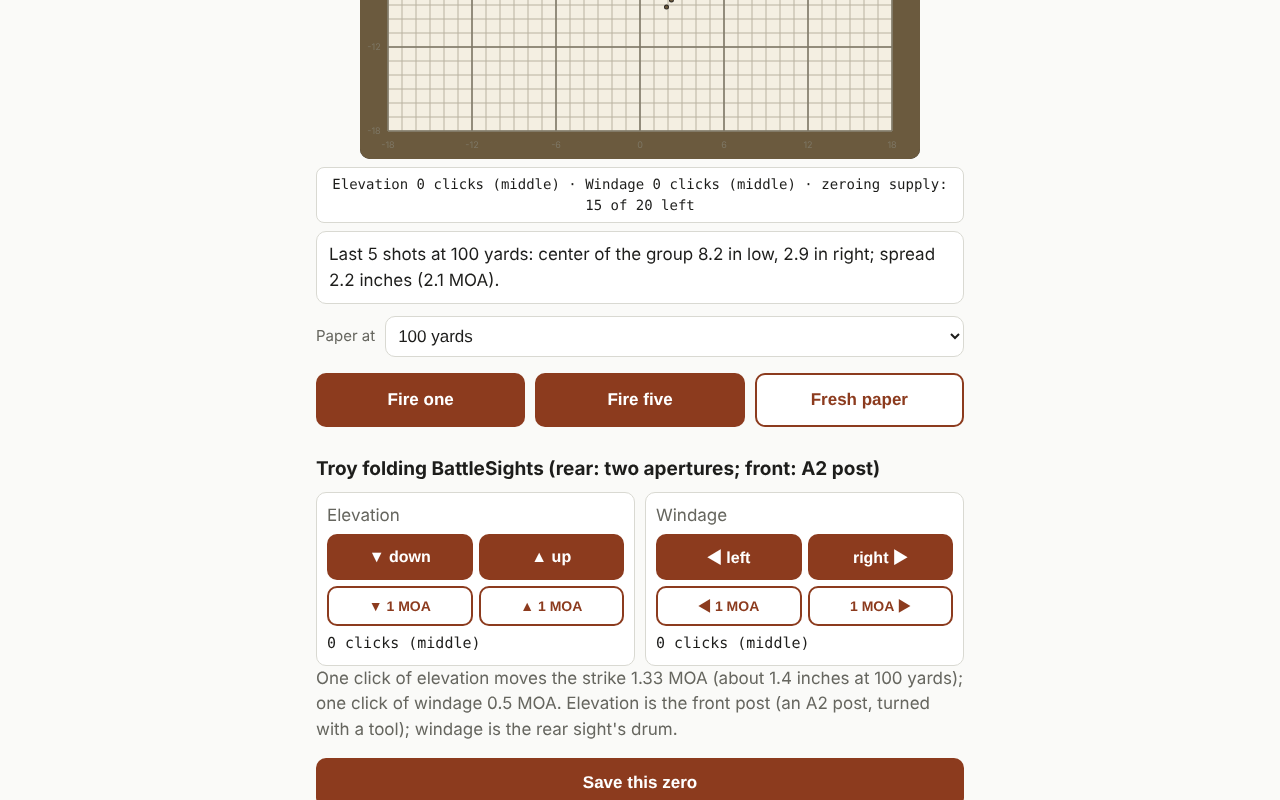 -12
-18
-18 -12 -6 0 6 12 18
Elevation 0 clicks (middle) · Windage 0 clicks (middle) · zeroing supply:
15 of 20 left
Last 5 shots at 100 yards: center of the group 8.2 in low, 2.9 in right; spread
2.2 inches (2.1 MOA).
Paper at 100 yards
Fire one Fire five Fresh paper
Troy folding BattleSights (rear: two apertures; front: A2 post)
Elevation Windage
▼ down ▲ up ◀ left right ▶
▼ 1 MOA ▲ 1 MOA ◀ 1 MOA 1 MOA ▶
0 clicks (middle) 0 clicks (middle)
One click of elevation moves the strike 1.33 MOA (about 1.4 inches at 100 yards);
one click of windage 0.5 MOA. Elevation is the front post (an A2 post, turned
with a tool); windage is the rear sight's drum.
Save this zero